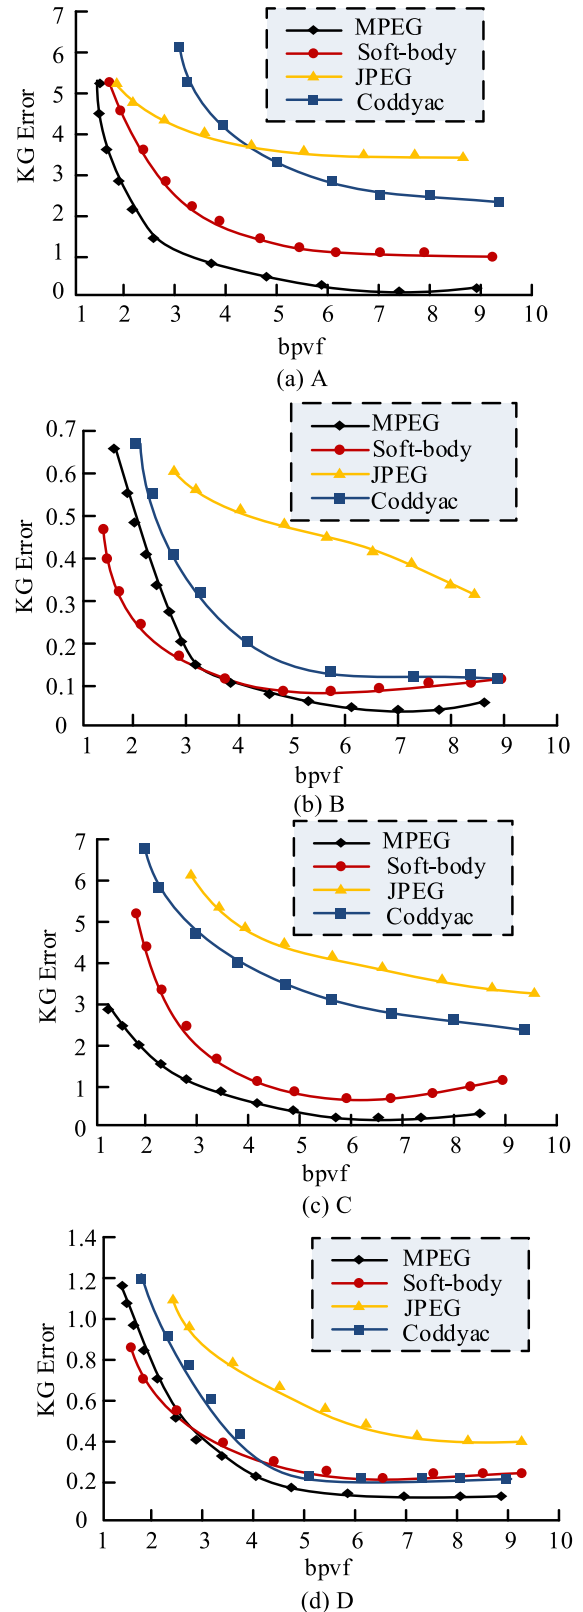 7
6
5
4
3
2
1
0
KG Error
MPEG
Soft-body
JPEG
Coddyac
1 2 3 4 5 6 7 8 9 10
bpvf
(a) A
0.7
0.6
0.5
0.4
0.3
0.2
0.1
0
KG Error
MPEG
Soft-body
JPEG
Coddyac
1 2 3 4 5 6 7 8 9 10
bpvf
(b) B
7
6
5
4
3
2
1
0
KG Error
MPEG
Soft-body
JPEG
Coddyac
1 2 3 4 5 6 7 8 9 10
bpvf
(c) C
1.4
1.2
1.0
0.8
0.6
0.4
0.2
0
KG Error
MPEG
Soft-body
JPEG
Coddyac
1 2 3 4 5 6 7 8 9 10
bpvf
(d) D